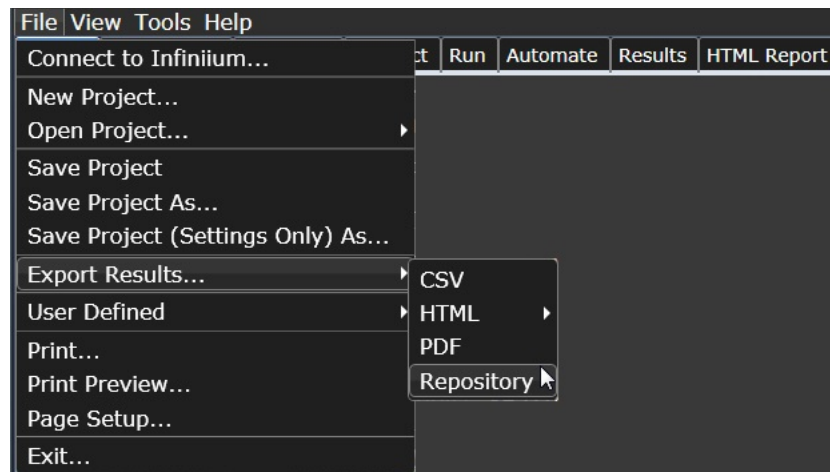 File View Tools Help
Connect to Infiniium...
ct Run Automate Results HTML Report
New Project...
Open Project...
Save Project
Save Project As...
Save Project (Settings Only) As...
Export Results...
CSV
User Defined
HTML
Print...
PDF
Print Preview...
Repository
Page Setup...
Exit...